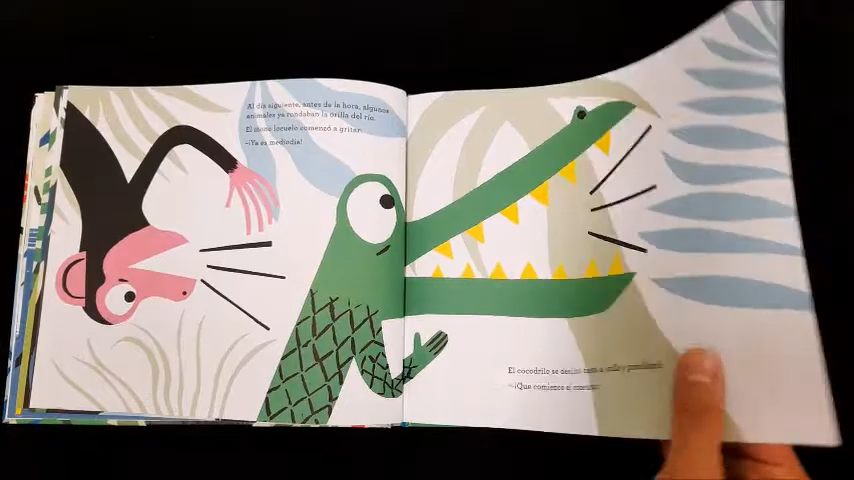 Al día siguiente, antes de la hora, algunos
animales ya rondaban la orilla del río.
El mono locuelo comenzó a gritar:
—¡Ya es mediodía!
El cocodrilo se
—¡Que comience el